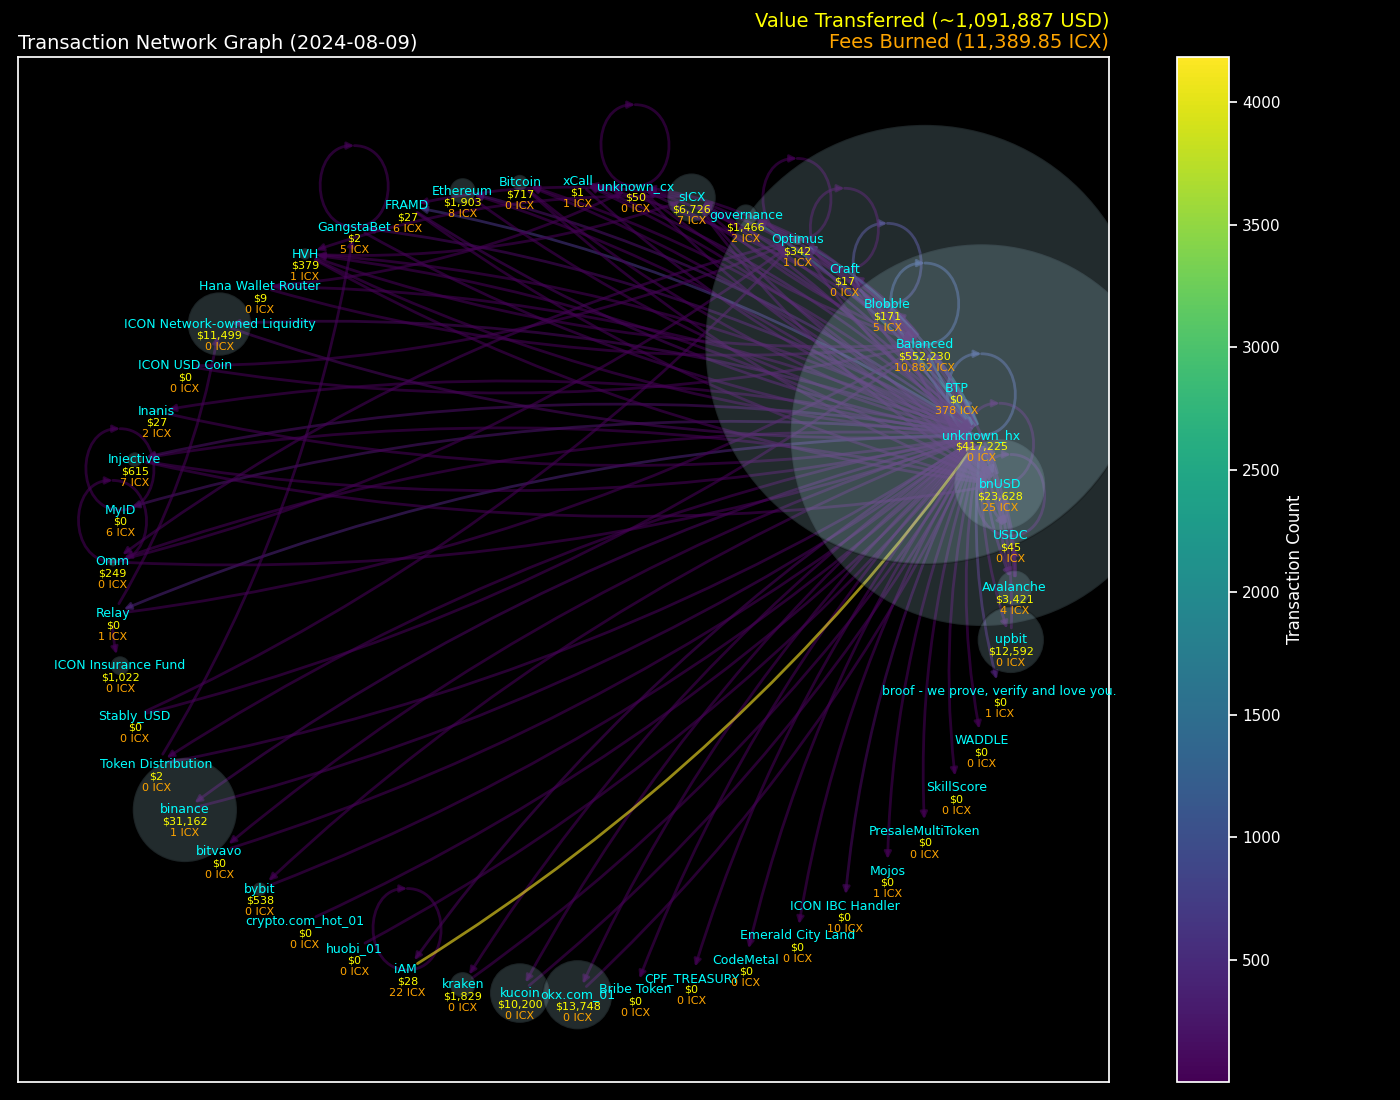 Value Transferred (~1,091,887 USD)
Transaction Network Graph (2024-08-09)
Fees Burned (11,389.85 ICX)
Ethereum
$1,903
8 ICX
Bitcoin
$717
0 ICX
xCall
$1
1 ICX
unknown_cx
$50
0 ICX
sICX
$6,726
7 ICX
governance
$1,466
2 ICX
FRAMD
$27
6 ICX
GangstaBet
$2
5 ICX
Optimus
$342
1 ICX
HVH
$379
1 ICX
Craft
$17
0 ICX
Hana Wallet Router
$9
0 ICX
Blobble
$171
5 ICX
ICON Network-owned Liquidity
$11,499
0 ICX
Balanced
$552,230
10,882 ICX
ICON USD Coin
$0
0 ICX
BTP
$0
378 ICX
Inanis
$27
2 ICX
unknown_hx
$417,225
0 ICX
Injective
$615
7 ICX
bnUSD
$23,628
25 ICX
MyID
$0
6 ICX
USDC
$45
0 ICX
Omm
$249
0 ICX
Avalanche
$3,421
4 ICX
Relay
$0
1 ICX
upbit
$12,592
0 ICX
ICON Insurance Fund
$1,022
0 ICX
broof - we prove, verify and love you.
$0
1 ICX
Stably_USD
$0
0 ICX
WADDLE
$0
0 ICX
Token Distribution
$2
0 ICX
SkillScore
$0
0 ICX
binance
$31,162
1 ICX
PresaleMultiToken
$0
0 ICX
bitvavo
$0
0 ICX
Mojos
$0
1 ICX
bybit
$538
0 ICX
ICON IBC Handler
$0
10 ICX
crypto.com_hot_01
$0
0 ICX
Emerald City Land
$0
0 ICX
huobi_01
$0
0 ICX
CodeMetal
$0
0 ICX
iAM
$28
22 ICX
CPF_TREASURY
$0
0 ICX
kraken
$1,829
0 ICX
kucoin
$10,200
0 ICX
okx.com_01
$13,748
0 ICX
Bribe Token
$0
0 ICX
4000
3500
3000
2500
2000
1500
1000
500
Transaction Count